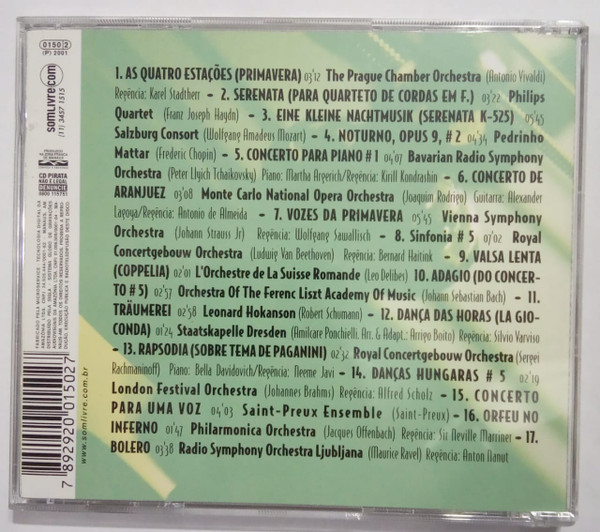 0150 2
(P) 2001
somlivre.com
(11) 3457 1515
CD PIRATA
NÃO É LEGAL
DENUNCIE
0800 115751
1. AS QUATRO ESTAÇÕES (PRIMAVERA) 03'12 The Prague Chamber Orchestra (Antonio Vivaldi)
Regência: Karel Stadtherr – 2. SERENATA (PARA QUARTETO DE CORDAS EM F.) 03'22 Philips
Quartet (Franz Joseph Haydn) – 3. EINE KLEINE NACHTMUSIK (SERENATA K-525) 05'45
Salzburg Consort (Wolfgang Amadeus Mozart) – 4. NOTURNO, OPUS 9, # 2 04'34 Pedrinho
Mattar (Frederic Chopin) – 5. CONCERTO PARA PIANO # 1 04'07 Bavarian Radio Symphony
Orchestra (Peter Llych Tchaikovsky) Piano: Martha Argerich/Regência: Kirill Kondrashin – 6. CONCERTO DE
ARANJUEZ 03'08 Monte Carlo National Opera Orchestra (Joaquim Rodrigo) Guitarra: Alexander
Lagoya/Regência: Antonio de Almeida – 7. VOZES DA PRIMAVERA 05'45 Vienna Symphony
Orchestra (Johann Strauss Jr) Regência: Wolfgang Sawallisch – 8. Sinfonia # 5 07'02 Royal
Concertgebouw Orchestra (Ludwig Van Beethoven) Regência: Bernard Haitink – 9. VALSA LENTA
(COPPELIA) 02'01 L'Orchestre de La Suisse Romande (Leo Delibes) 10. ADAGIO (DO CONCER-
TO # 5) 02'57 Orchestra Of The Ferenc Liszt Academy Of Music (Johann Sebastian Bach) – 11.
TRÄUMEREI 02'58 Leonard Hokanson (Robert Schumann) – 12. DANÇA DAS HORAS (LA GIO-
CONDA) 01'24 Staatskapelle Dresden (Amilcare Ponchielli. Arr. & Adapt.: Arrigo Boito) Regência: Silvio Varviso
– 13. RAPSODIA (SOBRE TEMA DE PAGANINI) 02'32 Royal Concertgebouw Orchestra (Sergei
Rachmaninoff) Piano: Bella Davidovich/Regência: Neeme Javi – 14. DANÇAS HUNGARAS # 5 02'19
London Festival Orchestra (Johannes Brahms) Regência: Alfred Scholz – 15. CONCERTO
PARA UMA VOZ 04'03 Saint-Preux Ensemble (Saint-Preux) – 16. ORFEU NO
INFERNO 01'47 Philarmonica Orchestra (Jacques Offenbach) Regência: Sir Neville Marriner – 17.
BOLERO 03'38 Radio Symphony Orchestra Ljubljana (Maurice Ravel) Regência: Anton Nanut
www.somlivre.com.br
7 892920 015027